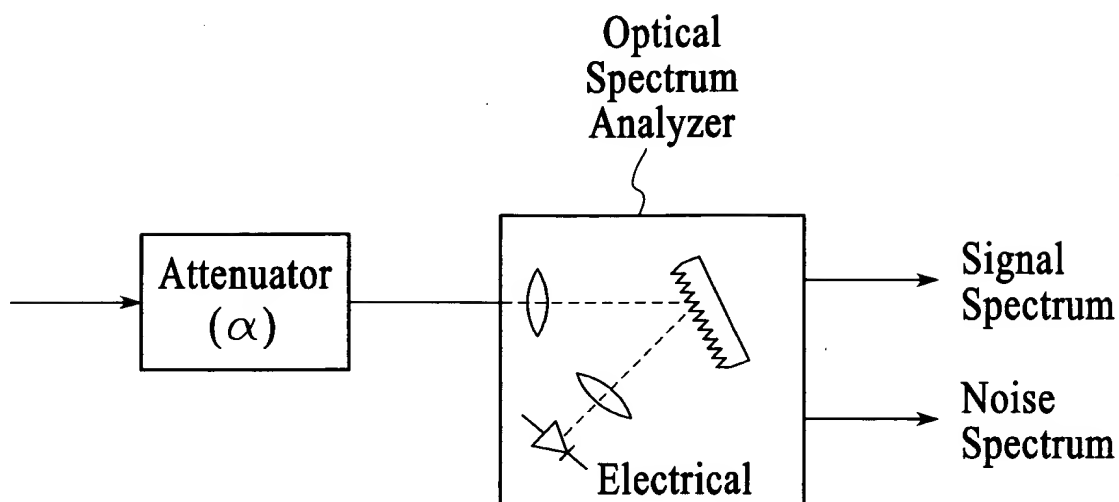 Optical
Spectrum
Analyzer
Attenuator
(α)
Signal
Spectrum
Noise
Spectrum
Electrical